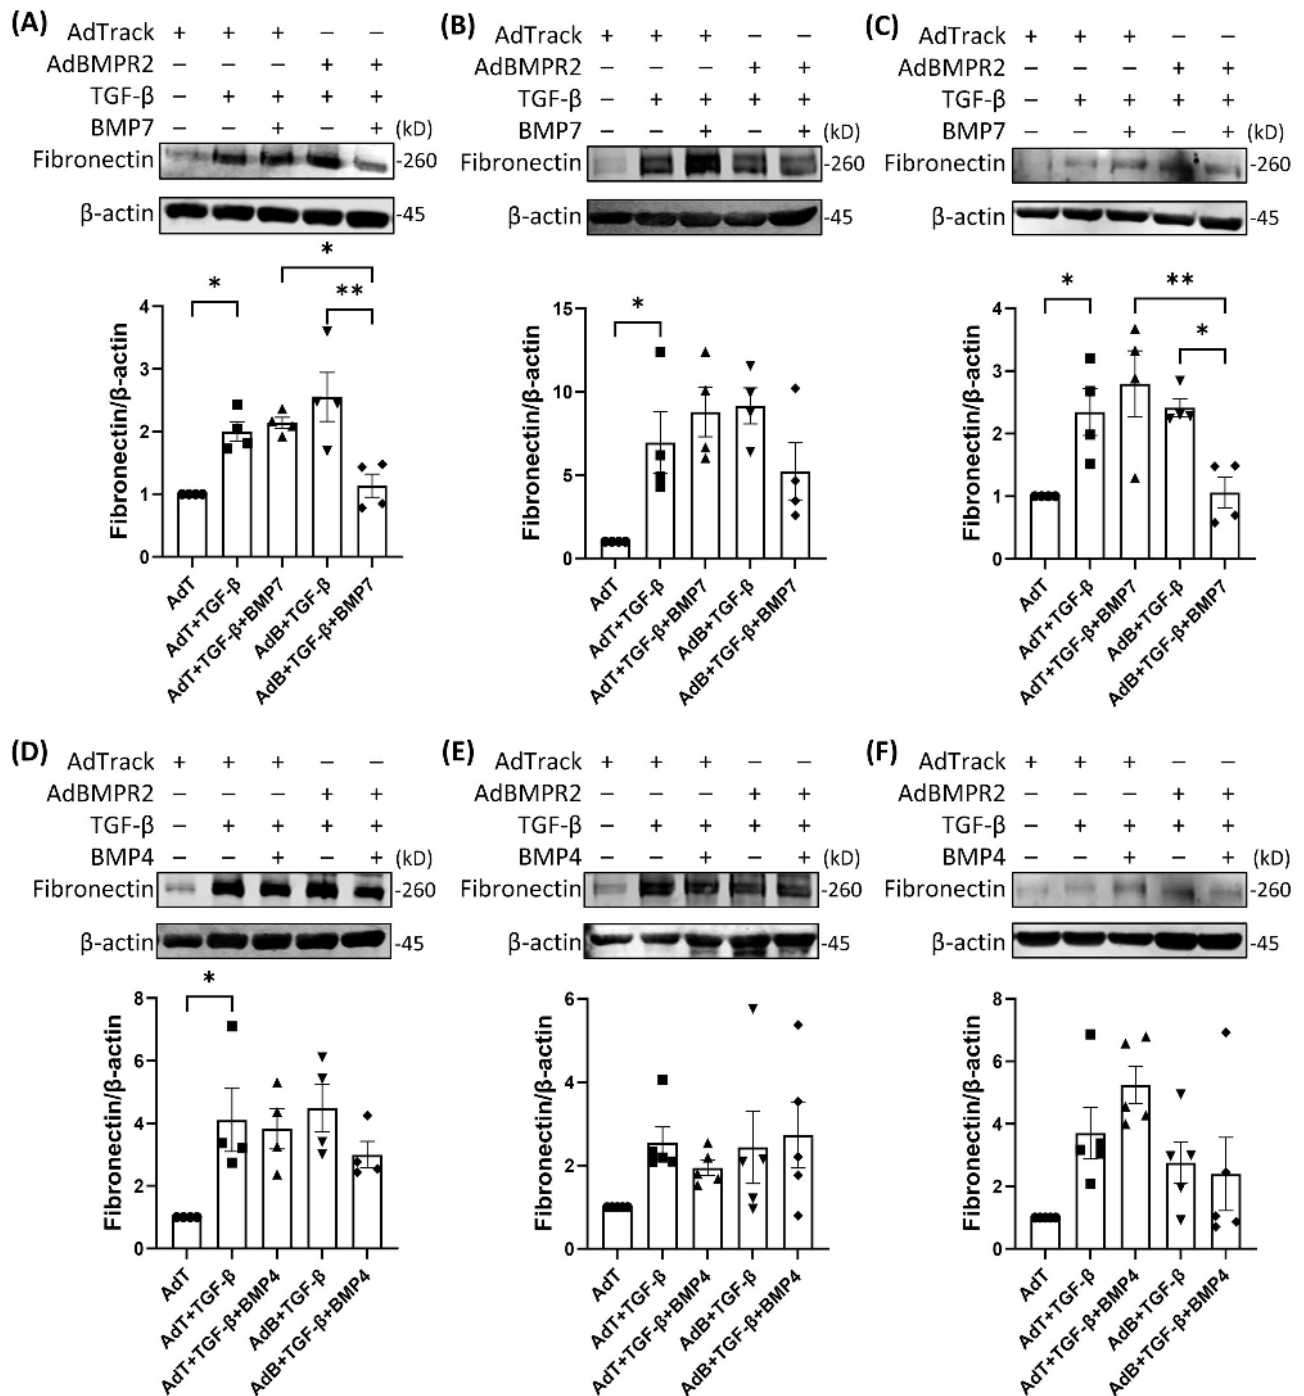 (A)
AdTrack + + + − −
AdBMPR2 − − − + +
TGF-β − + + + +
BMP7 − − + − + (kD)
Fibronectin -260
β-actin -45
*
**
*
Fibronectin/β-actin
4
3
2
1
0
AdT
AdT+TGF-β
AdT+TGF-β+BMP7
AdB+TGF-β
AdB+TGF-β+BMP7
(B)
AdTrack + + + − −
AdBMPR2 − − − + +
TGF-β − + + + +
BMP7 − − + − + (kD)
Fibronectin -260
β-actin -45
*
Fibronectin/β-actin
15
10
5
0
AdT
AdT+TGF-β
AdT+TGF-β+BMP7
AdB+TGF-β
AdB+TGF-β+BMP7
(C)
AdTrack + + + − −
AdBMPR2 − − − + +
TGF-β − + + + +
BMP7 − − + − + (kD)
Fibronectin -260
β-actin -45
* **
*
Fibronectin/β-actin
4
3
2
1
0
AdT
AdT+TGF-β
AdT+TGF-β+BMP7
AdB+TGF-β
AdB+TGF-β+BMP7
(D)
AdTrack + + + − −
AdBMPR2 − − − + +
TGF-β − + + + +
BMP4 − − + − + (kD)
Fibronectin -260
β-actin -45
*
Fibronectin/β-actin
8
6
4
2
0
AdT
AdT+TGF-β
AdT+TGF-β+BMP4
AdB+TGF-β
AdB+TGF-β+BMP4
(E)
AdTrack + + + − −
AdBMPR2 − − − + +
TGF-β − + + + +
BMP4 − − + − + (kD)
Fibronectin -260
β-actin -45
Fibronectin/β-actin
6
4
2
0
AdT
AdT+TGF-β
AdT+TGF-β+BMP4
AdB+TGF-β
AdB+TGF-β+BMP4
(F)
AdTrack + + + − −
AdBMPR2 − − − + +
TGF-β − + + + +
BMP4 − − + − + (kD)
Fibronectin -260
β-actin -45
Fibronectin/β-actin
8
6
4
2
0
AdT
AdT+TGF-β
AdT+TGF-β+BMP4
AdB+TGF-β
AdB+TGF-β+BMP4